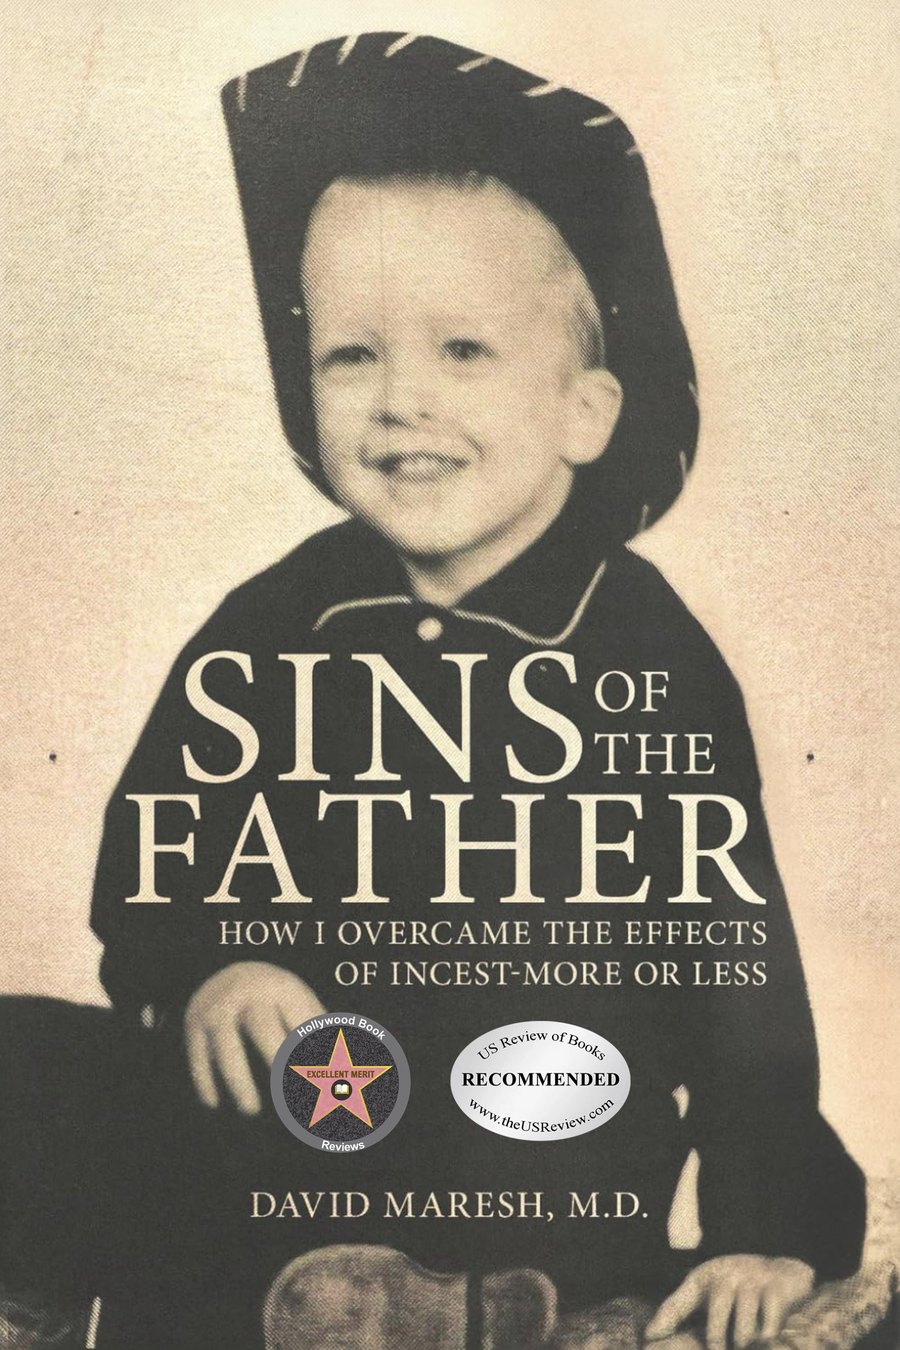 SINS OF
THE
FATHER
HOW I OVERCAME THE EFFECTS
OF INCEST-MORE OR LESS
Hollywood Book
EXCELLENT MERIT
Reviews
US Review of Books
RECOMMENDED
www.theUSReview.com
DAVID MARESH, M.D.